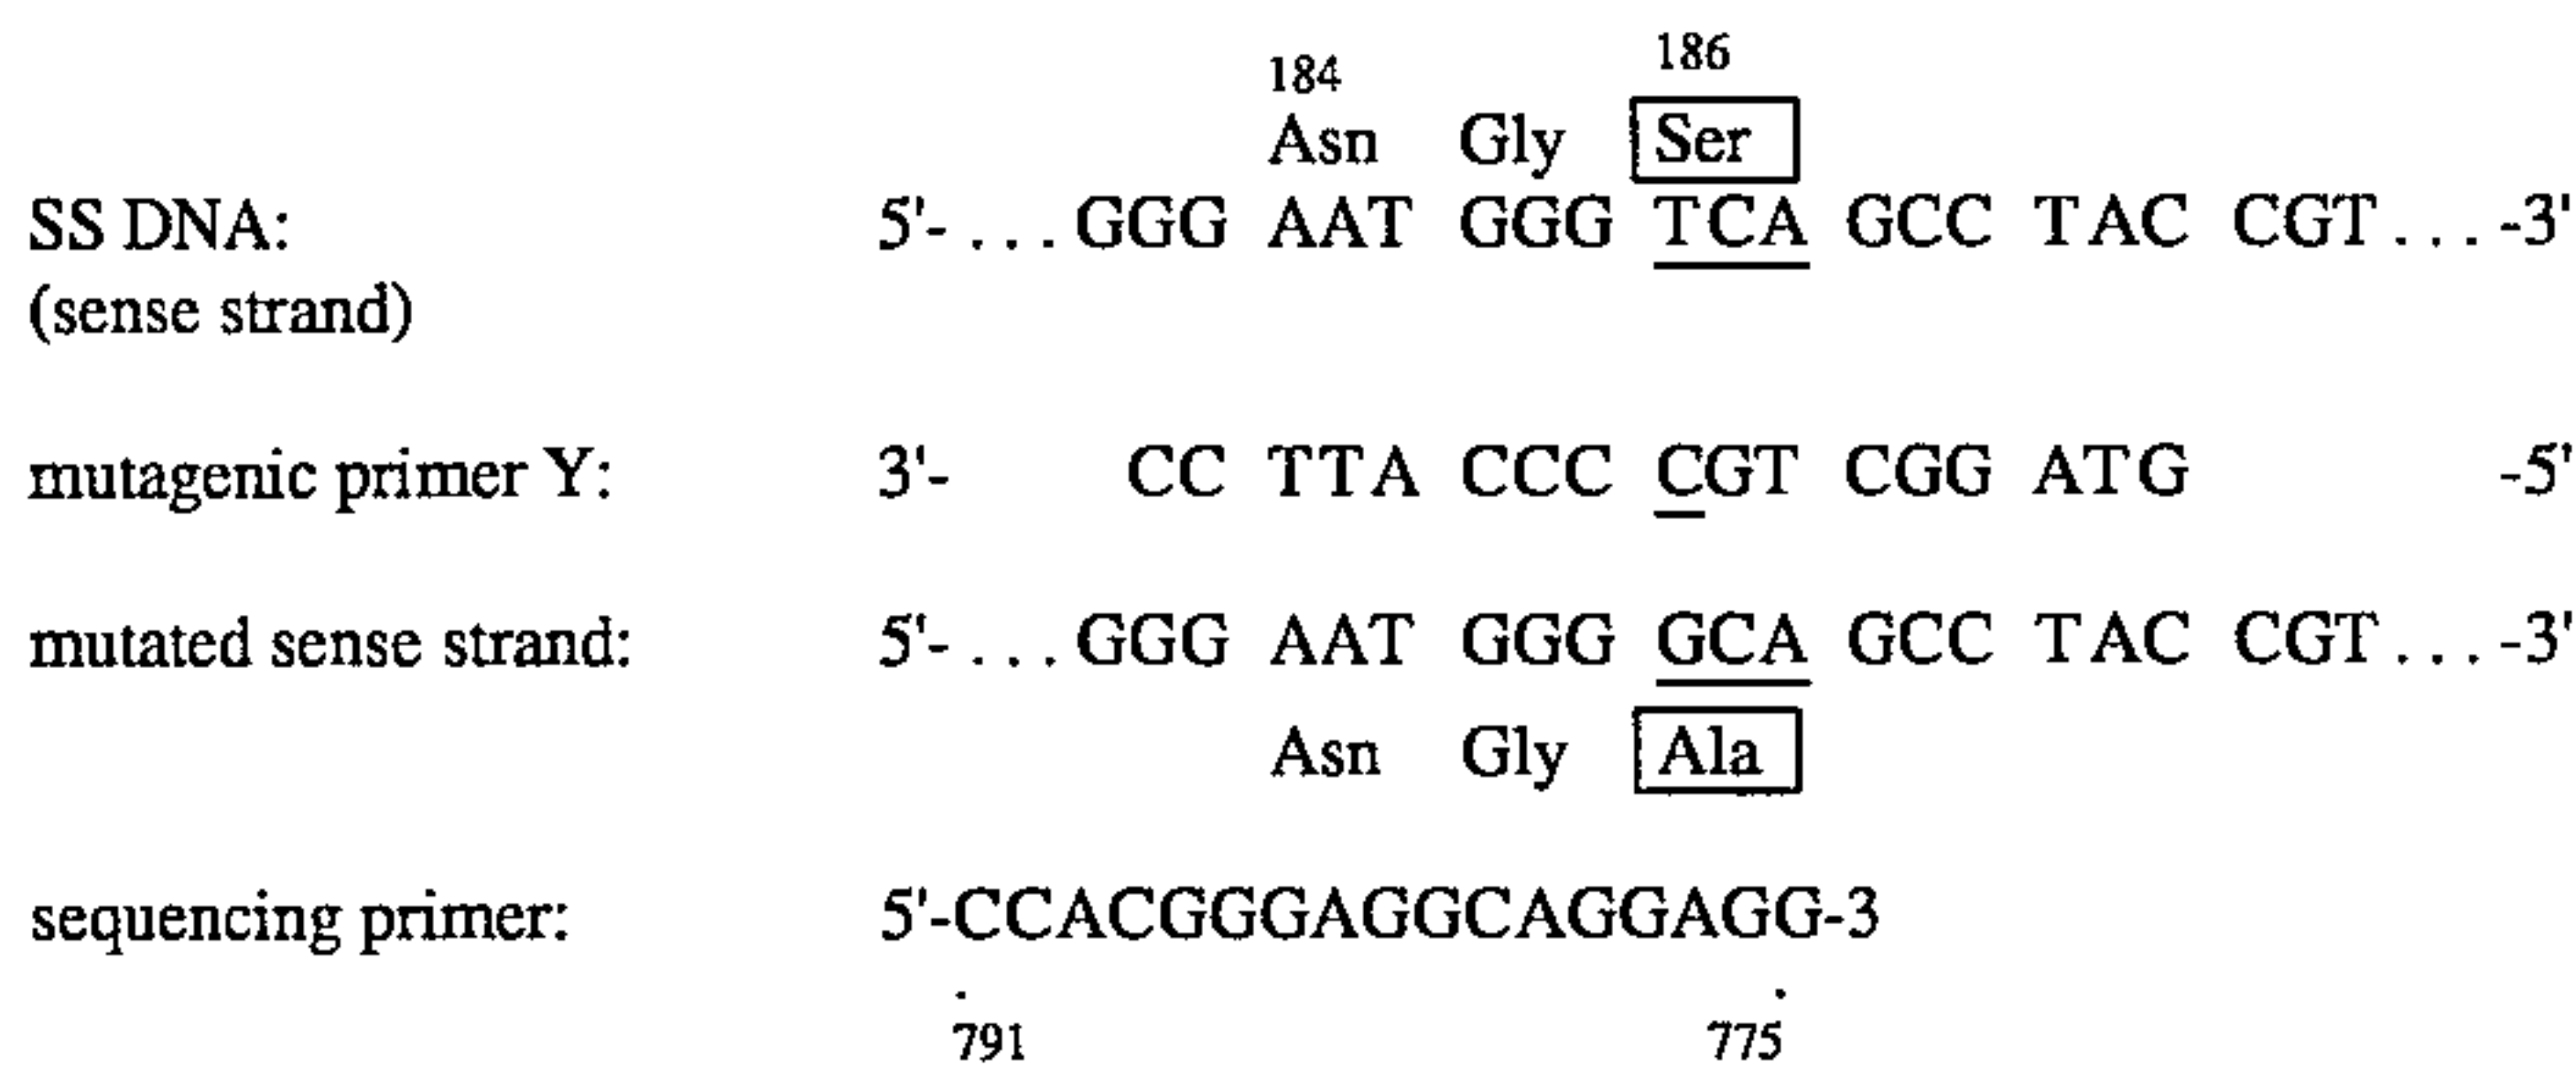 186
184
Asn Gly Ser
SS DNA: 5'- ... GGG AAT GGG TCA GCC TAC CGT ... -3'
(sense strand)
mutagenic primer Y: 3'- CC TTA CCC CGT CGG ATG -5'
mutated sense strand: 5'- ... GGG AAT GGG GCA GCC TAC CGT ... -3'
Asn Gly Ala
sequencing primer: 5'-CCACGGGAGGCAGGAGG-3
. .
791 775